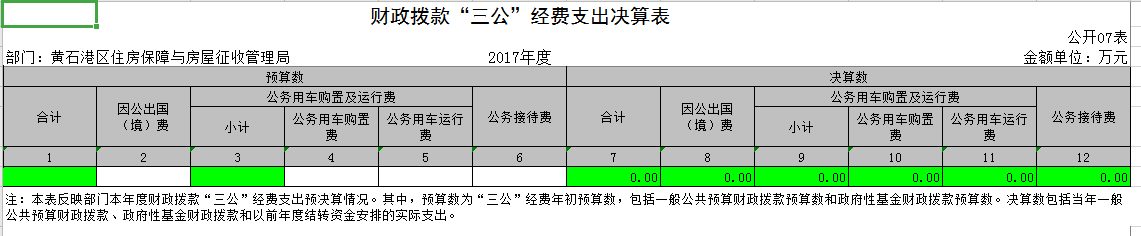 财政拨款“三公”经费支出决算表
公开07表
部门：黄石港区住房保障与房屋征收管理局 2017年度 金额单位：万元
预算数 决算数
合计 因公出国（境）费 公务用车购置及运行费 公务接待费 合计 因公出国（境）费 公务用车购置及运行费 公务接待费
小计 公务用车购置费 公务用车运行费 小计 公务用车购置费 公务用车运行费
1 2 3 4 5 6 7 8 9 10 11 12
0.00 0.00 0.00 0.00 0.00 0.00
注：本表反映部门本年度财政拨款“三公”经费支出预决算情况。其中，预算数为“三公”经费年初预算数，包括一般公共预算财政拨款预算数和政府性基金财政拨款预算数。决算数包括当年一般
公共预算财政拨款、政府性基金财政拨款和以前年度结转资金安排的实际支出。